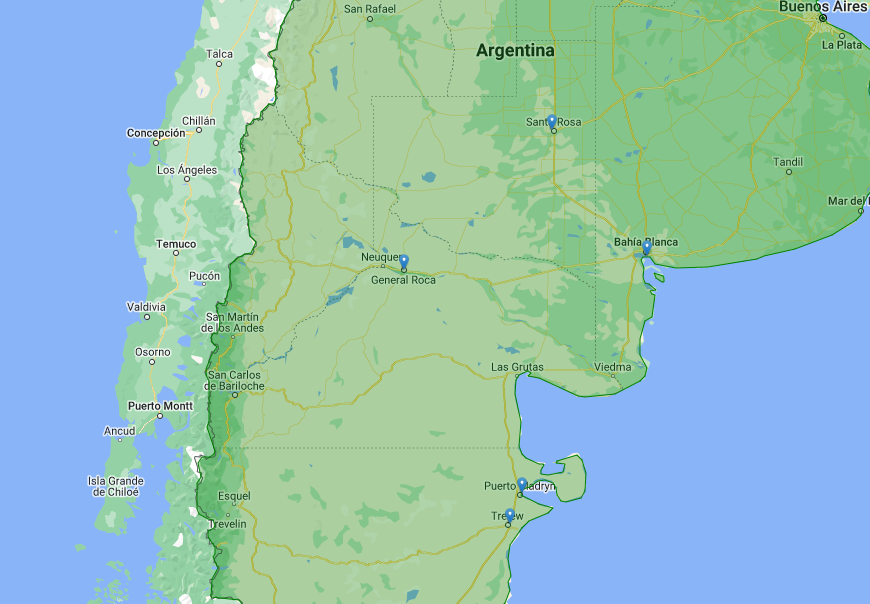 San Rafael
Buenos Aires
Argentina
La Plata
Talca
Chillán
Concepción
Santa Rosa
Tandil
Los Ángeles
Mar del
Temuco
Bahía Blanca
Neuquén
Pucón
General Roca
Valdivia
San Martín
de los Andes
Osorno
Las Grutas
Viedma
San Carlos
de Bariloche
Puerto Montt
Ancud
Isla Grande
de Chiloé
Puerto Madryn
Esquel
Trelew
Trevelin